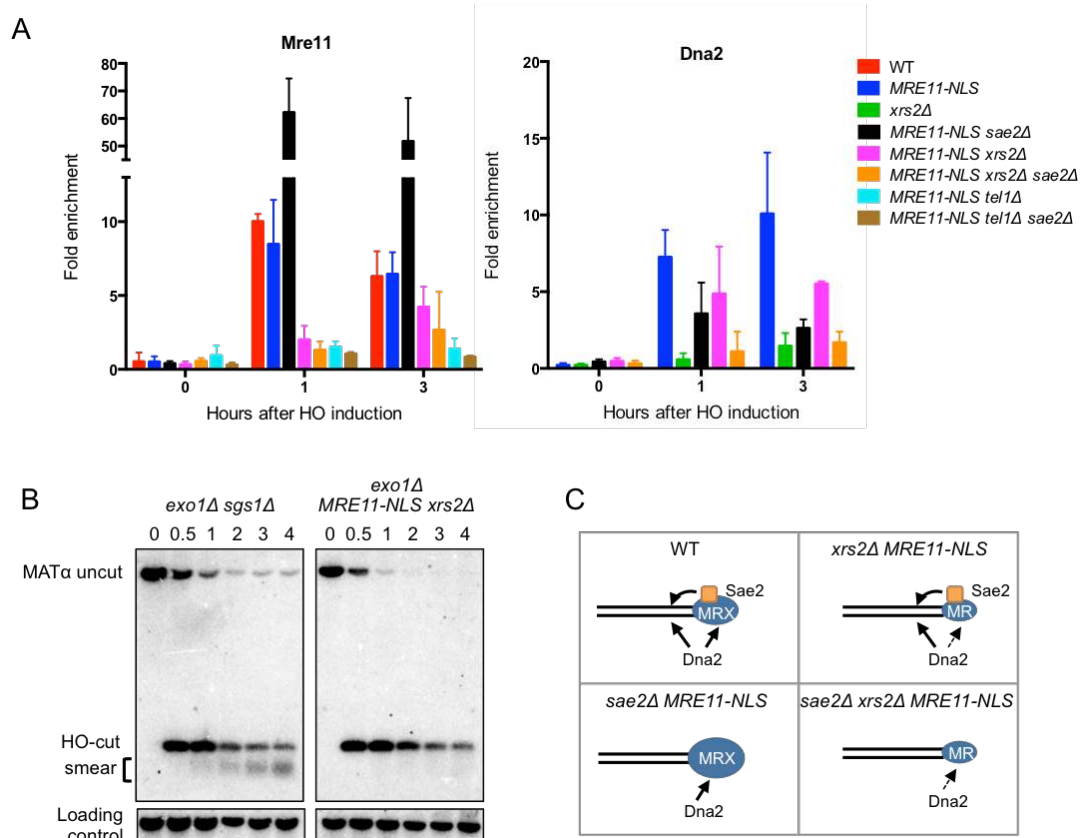 A
Mre11
80
70
60
50
10
5
0
Fold enrichment
0 1 3
Hours after HO induction
Dna2
20
15
10
5
0
Fold enrichment
0 1 3
Hours after HO induction
WT
MRE11-NLS
xrs2Δ
MRE11-NLS sae2Δ
MRE11-NLS xrs2Δ
MRE11-NLS xrs2Δ sae2Δ
MRE11-NLS tel1Δ
MRE11-NLS tel1Δ sae2Δ
B
exo1Δ sgs1Δ
exo1Δ
MRE11-NLS xrs2Δ
0 0.5 1 2 3 4
0 0.5 1 2 3 4
MATα uncut
HO-cut
smear
Loading
control
C
WT
Sae2
MRX
Dna2
xrs2Δ MRE11-NLS
Sae2
MR
Dna2
sae2Δ MRE11-NLS
MRX
Dna2
sae2Δ xrs2Δ MRE11-NLS
MR
Dna2